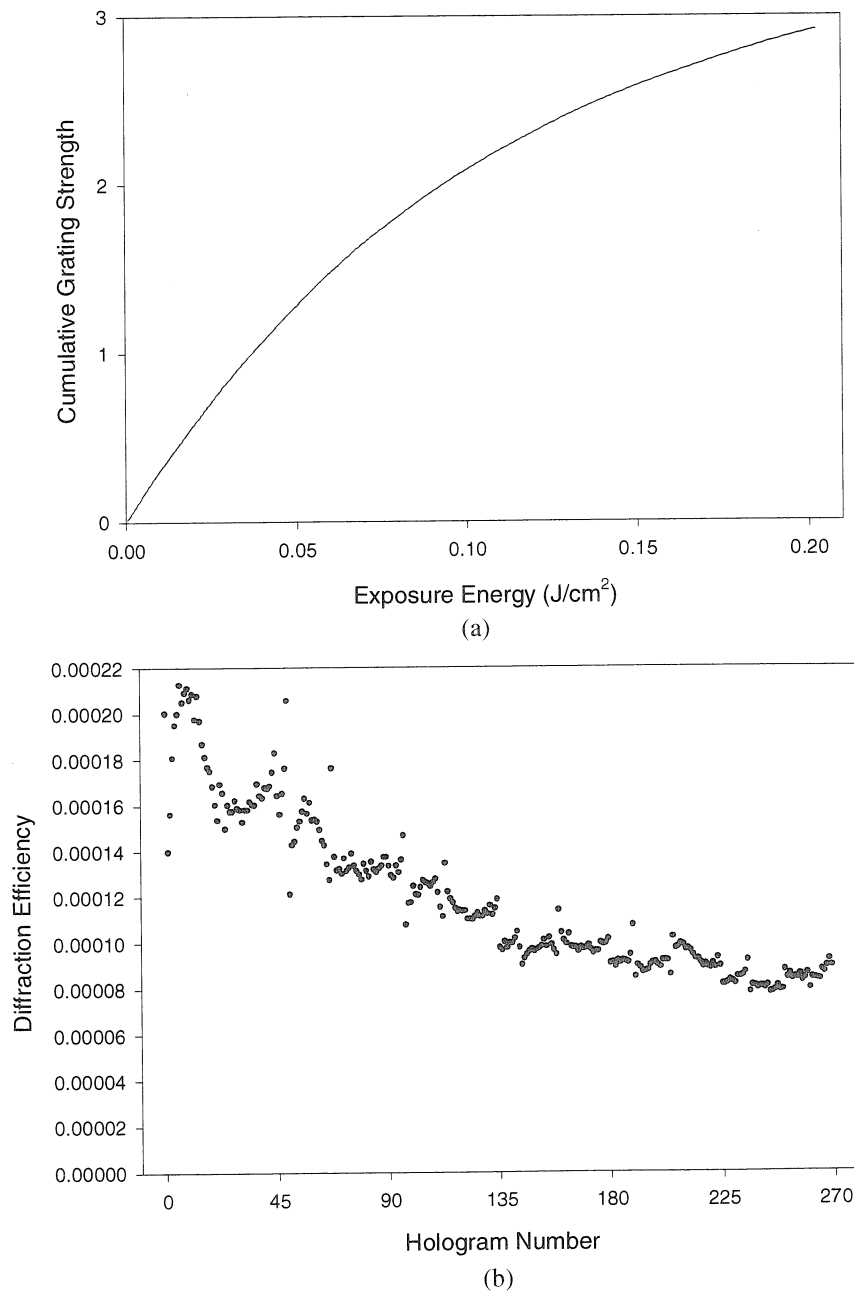 3
2
1
0
Cumulative Grating Strength
0.00 0.05 0.10 0.15 0.20
Exposure Energy (J/cm²)
(a)
0.00022
0.00020
0.00018
0.00016
0.00014
0.00012
0.00010
0.00008
0.00006
0.00004
0.00002
0.00000
Diffraction Efficiency
0 45 90 135 180 225 270
Hologram Number
(b)